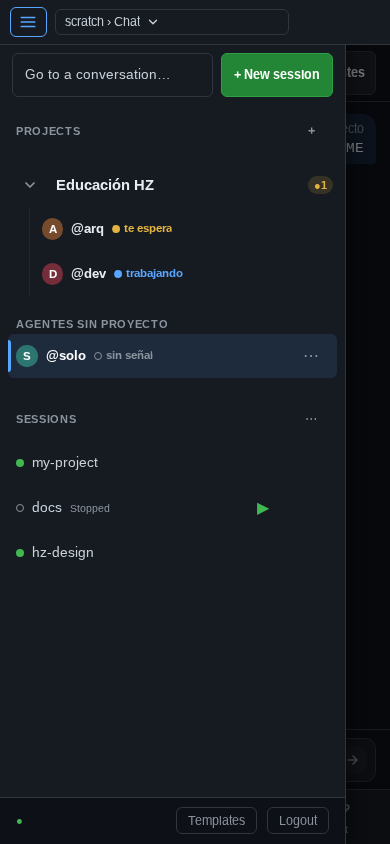 scratch › Chat
Go to a conversation…
+ New session
PROJECTS
+
Educación HZ
●1
A @arq te espera
D @dev trabajando
AGENTES SIN PROYECTO
S @solo sin señal
···
SESSIONS
···
my-project
docs Stopped
hz-design
Templates
Logout